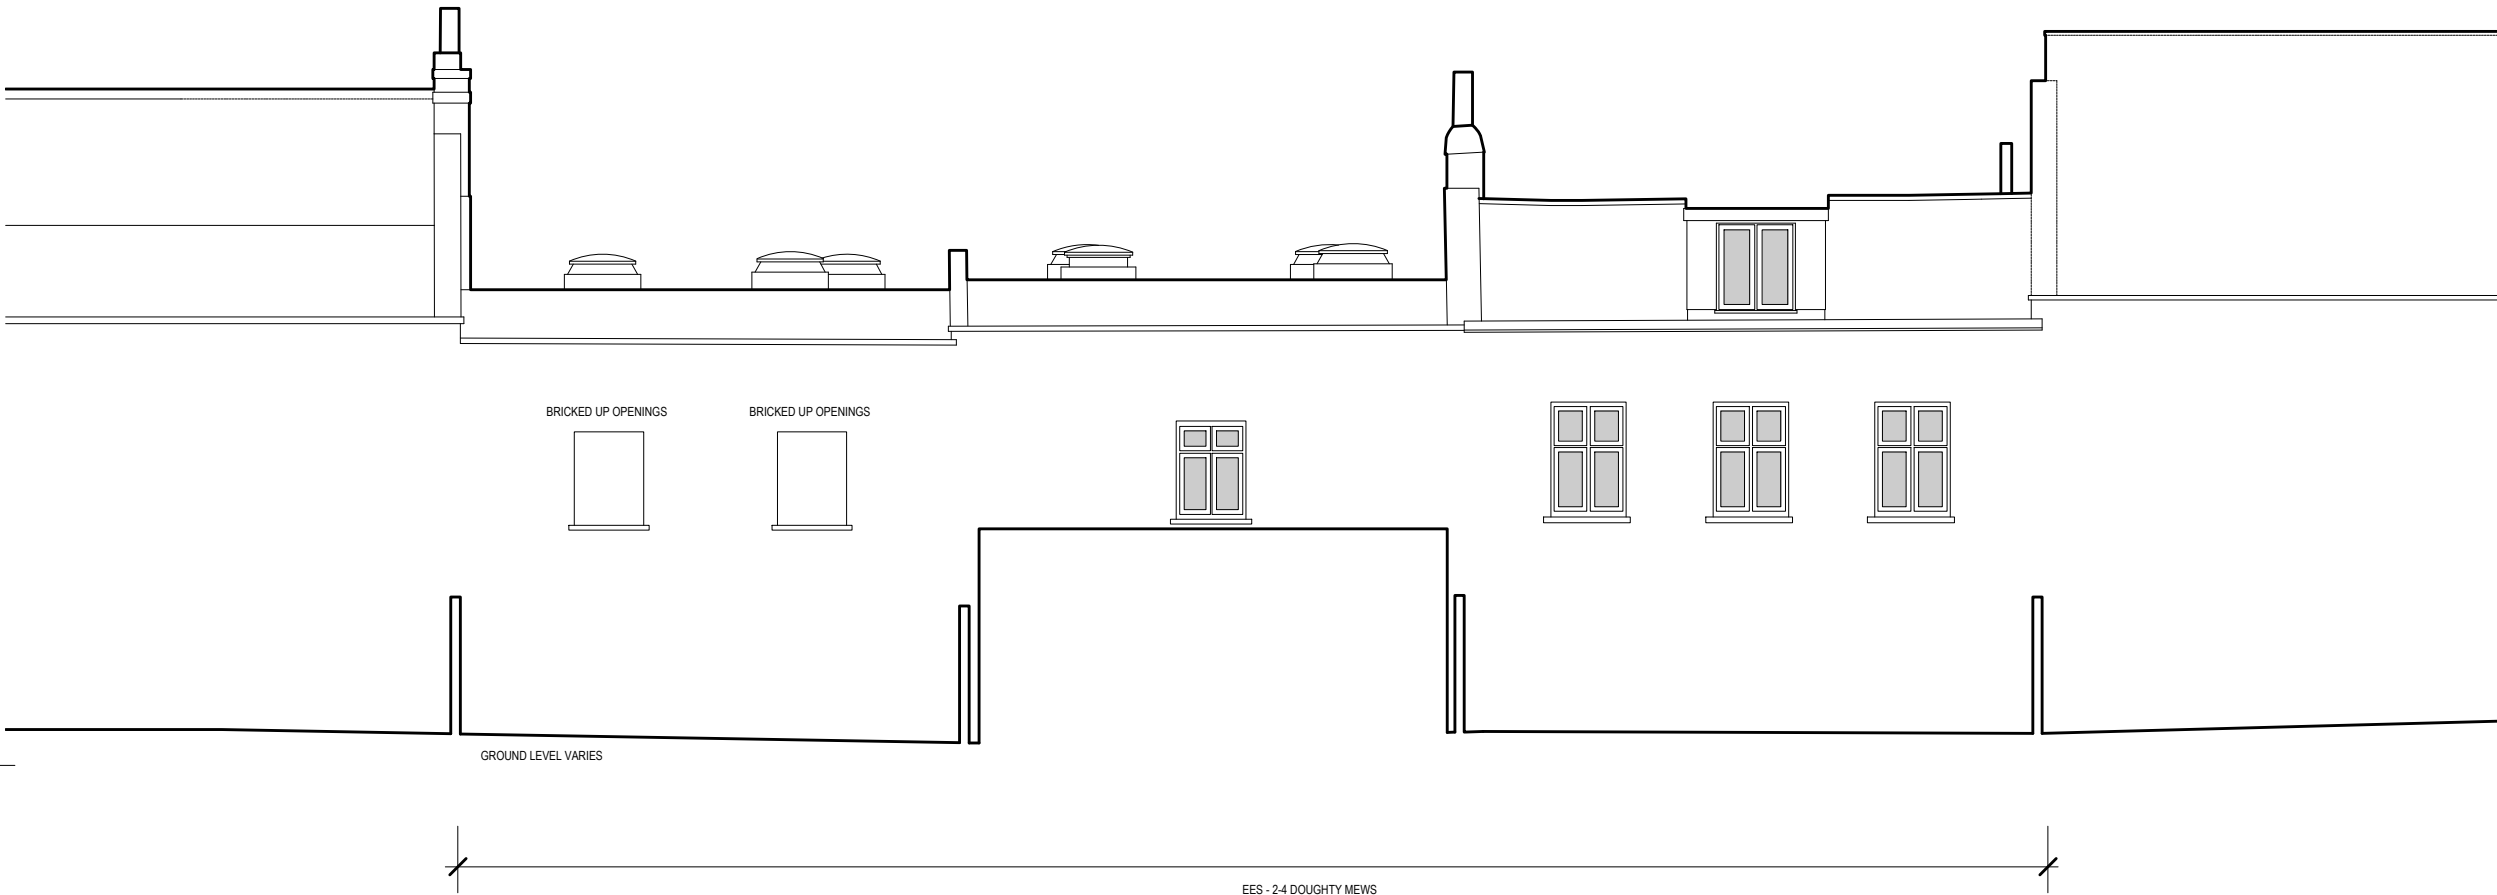 BRICKED UP OPENINGS
BRICKED UP OPENINGS
GROUND LEVEL VARIES
EES - 2-4 DOUGHTY MEWS